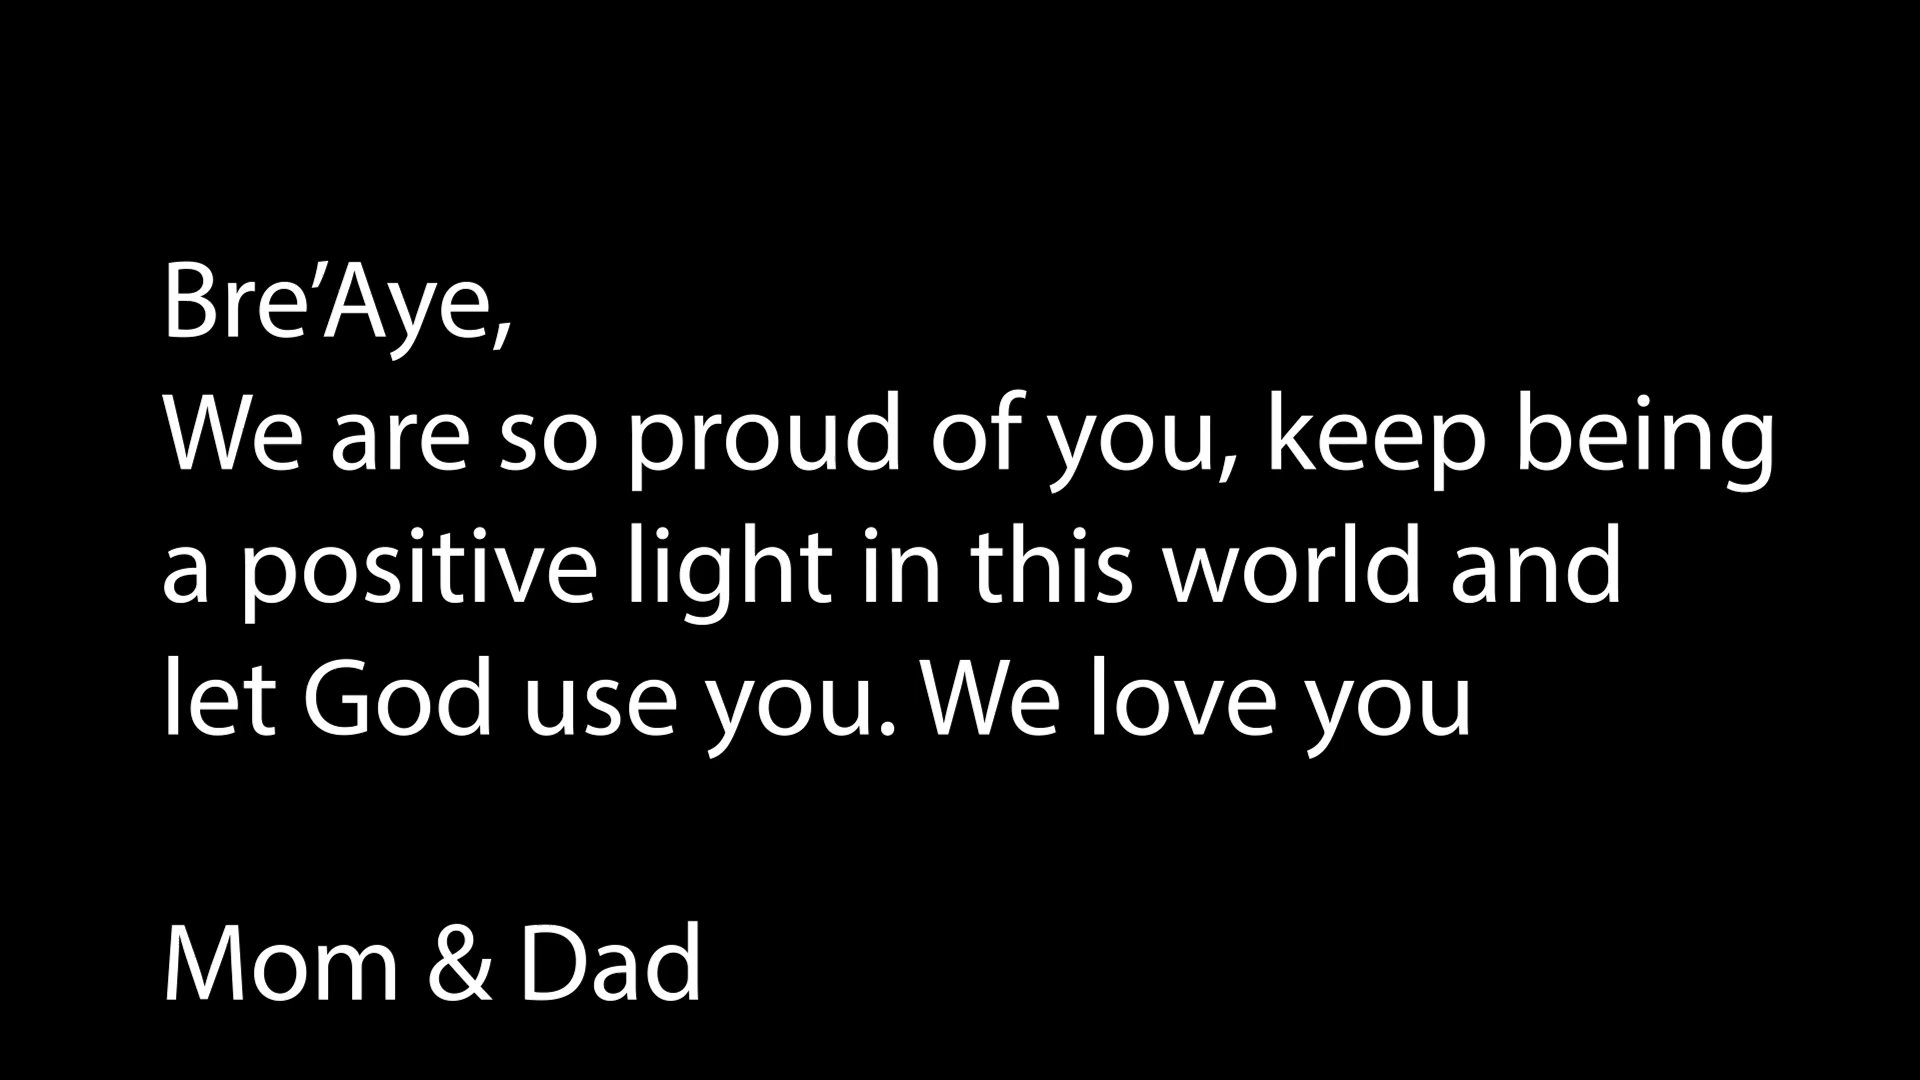 Bre’Aye,
We are so proud of you, keep being
a positive light in this world and
let God use you. We love you
Mom & Dad